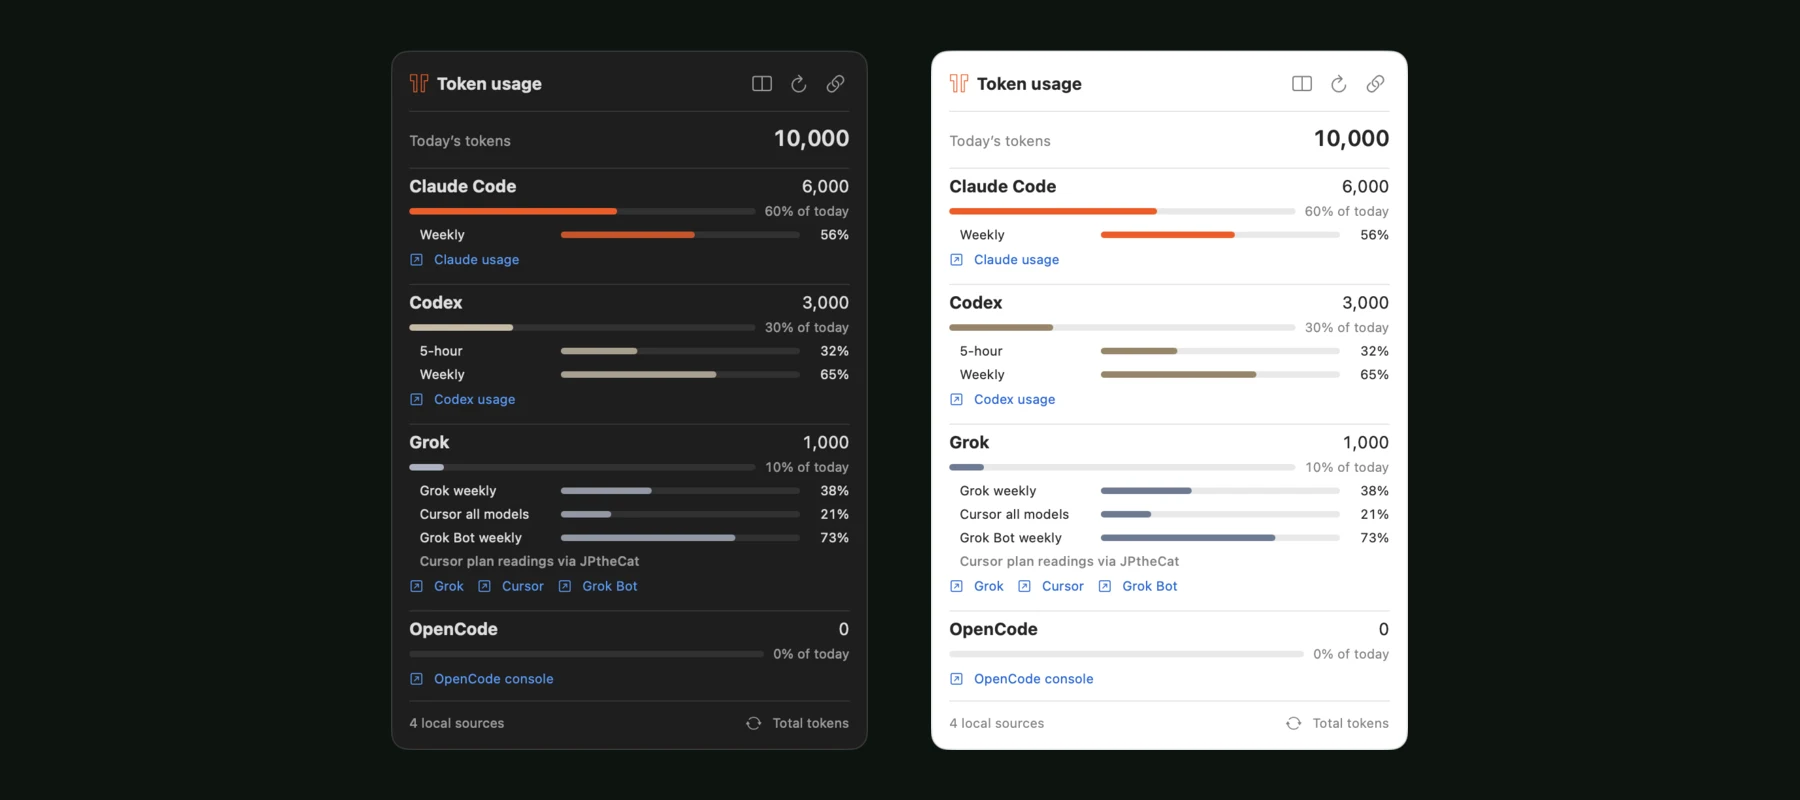 Token usage
Today's tokens 10,000
Claude Code 6,000
60% of today
Weekly 56%
Claude usage
Codex 3,000
30% of today
5-hour 32%
Weekly 65%
Codex usage
Grok 1,000
10% of today
Grok weekly 38%
Cursor all models 21%
Grok Bot weekly 73%
Cursor plan readings via JPtheCat
Grok Cursor Grok Bot
OpenCode 0
0% of today
OpenCode console
4 local sources Total tokens
Token usage
Today's tokens 10,000
Claude Code 6,000
60% of today
Weekly 56%
Claude usage
Codex 3,000
30% of today
5-hour 32%
Weekly 65%
Codex usage
Grok 1,000
10% of today
Grok weekly 38%
Cursor all models 21%
Grok Bot weekly 73%
Cursor plan readings via JPtheCat
Grok Cursor Grok Bot
OpenCode 0
0% of today
OpenCode console
4 local sources Total tokens